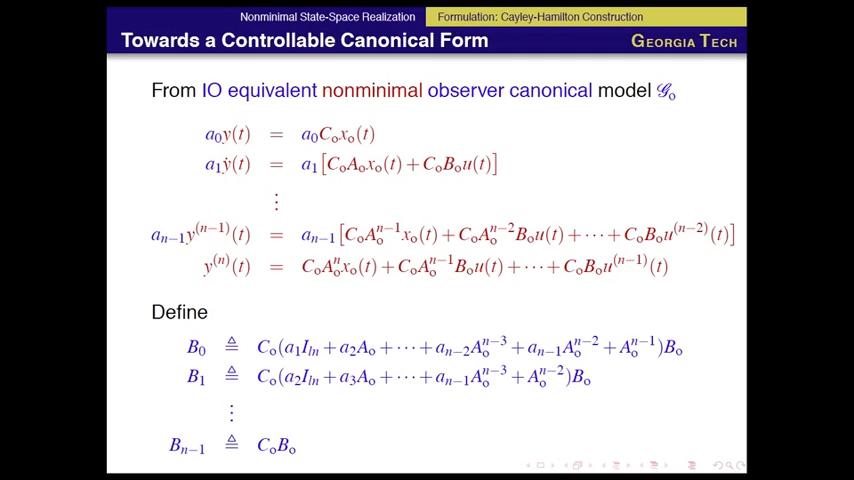 Nonminimal State-Space Realization Formulation: Cayley-Hamilton Construction
Towards a Controllable Canonical Form GEORGIA TECH
From IO equivalent nonminimal observer canonical model 𝒢ₒ
a₀y(t) = a₀Cₒxₒ(t)
a₁ẏ(t) = a₁[CₒAₒxₒ(t) + CₒBₒu(t)]
⋮
aₙ₋₁y⁽ⁿ⁻¹⁾(t) = aₙ₋₁[CₒAₒⁿ⁻¹xₒ(t) + CₒAₒⁿ⁻²Bₒu(t) + ⋯ + CₒBₒu⁽ⁿ⁻²⁾(t)]
y⁽ⁿ⁾(t) = CₒAₒⁿxₒ(t) + CₒAₒⁿ⁻¹Bₒu(t) + ⋯ + CₒBₒu⁽ⁿ⁻¹⁾(t)
Define
B₀ ≜ Cₒ(a₁Iₗₙ + a₂Aₒ + ⋯ + aₙ₋₂Aₒⁿ⁻³ + aₙ₋₁Aₒⁿ⁻² + Aₒⁿ⁻¹)Bₒ
B₁ ≜ Cₒ(a₂Iₗₙ + a₃Aₒ + ⋯ + aₙ₋₁Aₒⁿ⁻³ + Aₒⁿ⁻²)Bₒ
⋮
Bₙ₋₁ ≜ CₒBₒ